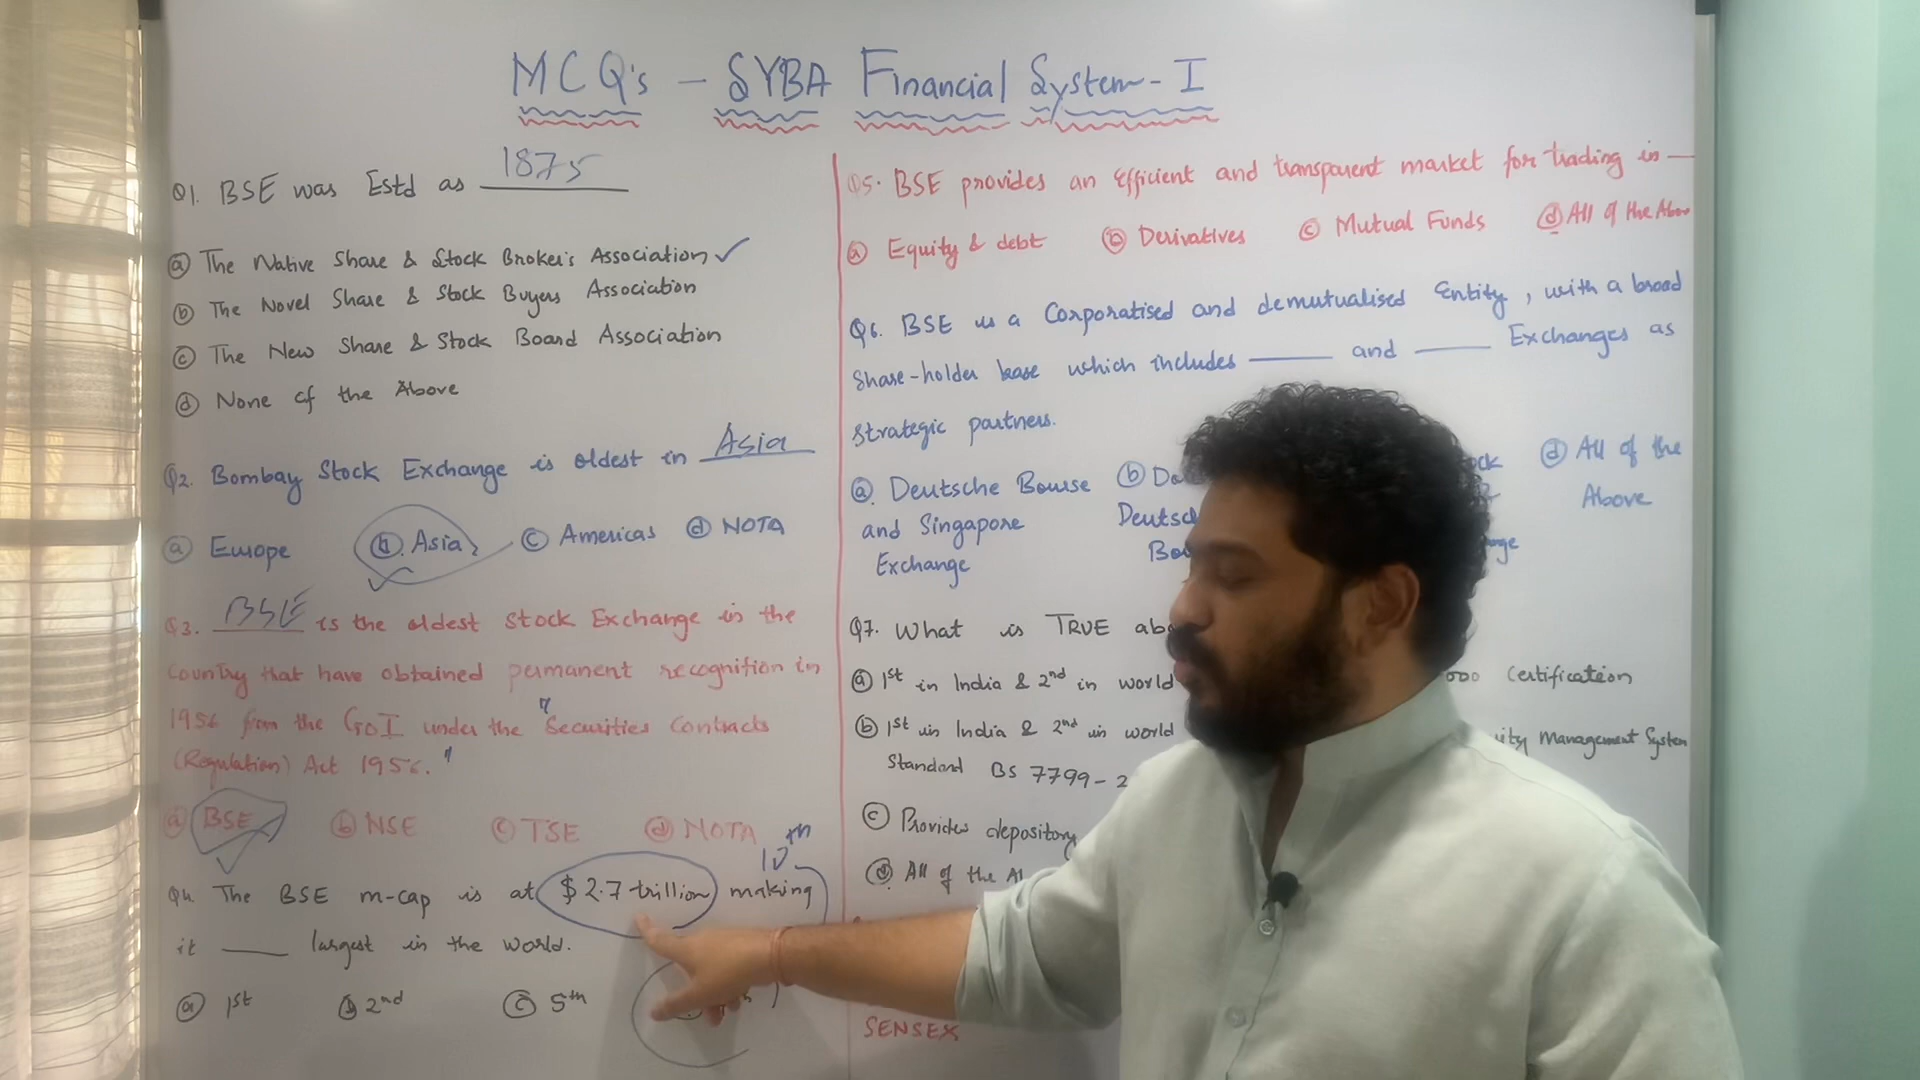 MCQ's - SYBA Financial System - I
Q1. BSE was Estd as 1875
ⓐ The Native Share & Stock Broker's Association ✓
ⓑ The Novel Share & Stock Buyers Association
ⓒ The New Share & Stock Board Association
ⓓ None of the Above
Q2. Bombay Stock Exchange is oldest in Asia
ⓐ Europe ⓑ Asia ⓒ Americas ⓓ NOTA
Q3. BSE is the oldest Stock Exchange in the
Country that have obtained permanent recognition in
1956 from the GoI under the "Securities Contracts
(Regulation) Act 1956."
ⓐ BSE ⓑ NSE ⓒ TSE ⓓ NOTA
10th
Q4. The BSE m-cap is at $2.7 trillion making
it ____ largest in the world.
ⓐ 1st ⓑ 2nd ⓒ 5th
Q5. BSE provides an Efficient and transparent market for trading in —
ⓐ Equity & debt ⓑ Derivatives ⓒ Mutual Funds ⓓ All of the Abov
Q6. BSE is a Corporatised and demutualised Entity, with a broad
Share-holder base which includes ____ and ____ Exchanges as
Strategic partners.
ⓐ Deutsche Bourse
and Singapore
Exchange
ⓑ
ⓓ All of the
Above
Q7. What is TRUE
ⓐ 1st in India & 2nd in world 000 Certification
ⓑ 1st in India & 2nd in world Management System
Standard BS 7799-2
ⓒ Provides depository
ⓓ All of the
SENSEX